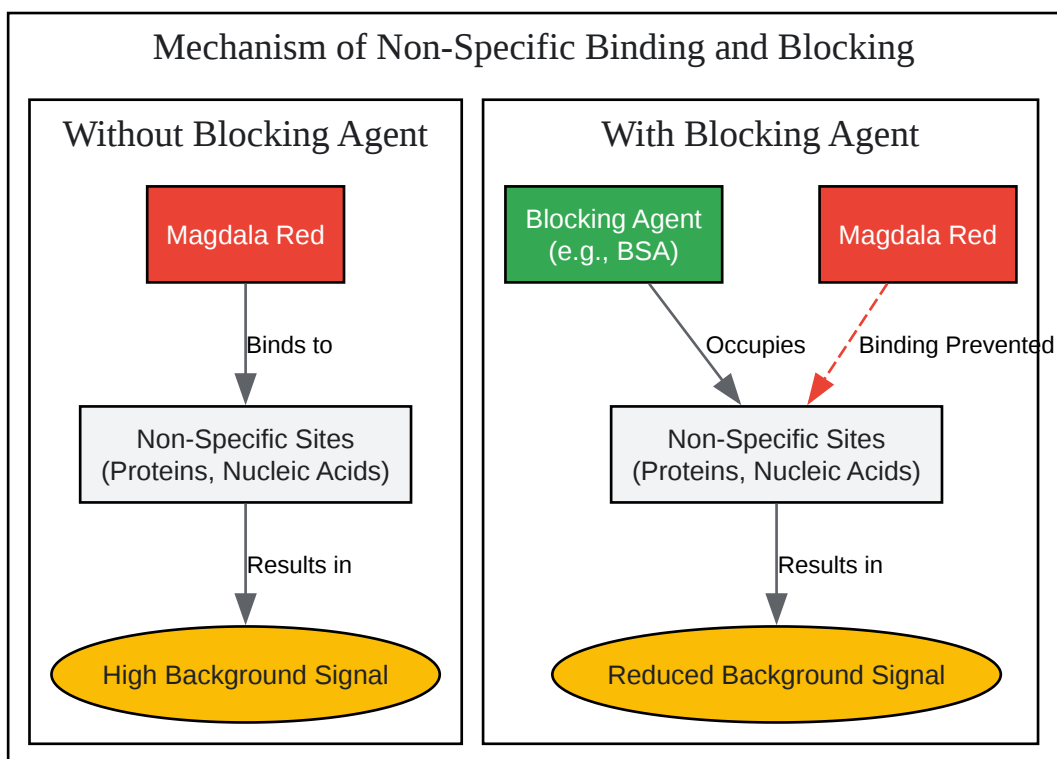 Mechanism of Non-Specific Binding and Blocking
Without Blocking Agent
Magdala Red
Binds to
Non-Specific Sites
(Proteins, Nucleic Acids)
Results in
High Background Signal
With Blocking Agent
Blocking Agent
(e.g., BSA)
Magdala Red
Occupies
Binding Prevented
Non-Specific Sites
(Proteins, Nucleic Acids)
Results in
Reduced Background Signal